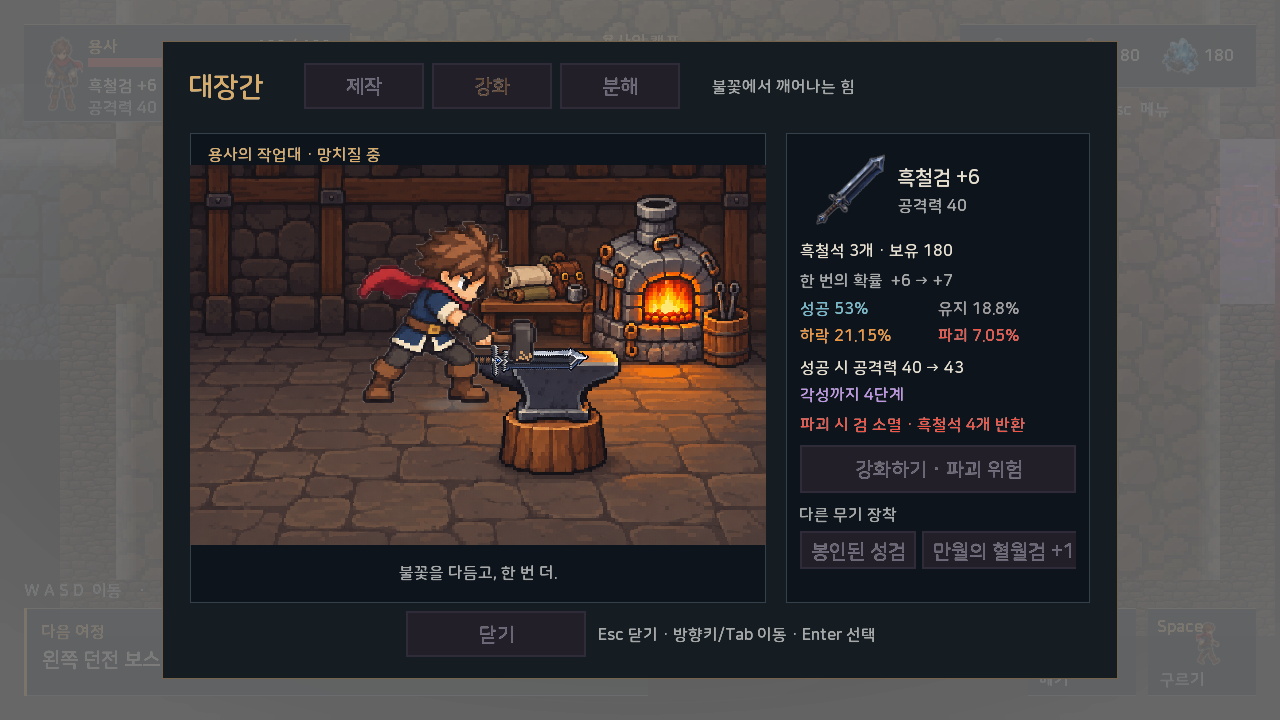 용사
흑철검 +6
공격력 40
80
180
메뉴
대장간
제작
강화
분해
불꽃에서 깨어나는 힘
용사의 작업대 · 망치질 중
흑철검 +6
공격력 40
흑철석 3개 · 보유 180
한 번의 확률 +6 → +7
성공 53% 유지 18.8%
하락 21.15% 파괴 7.05%
성공 시 공격력 40 → 43
각성까지 4단계
파괴 시 검 소멸 · 흑철석 4개 반환
강화하기 · 파괴 위험
다른 무기 장착
봉인된 성검
만월의 혈월검 +1
불꽃을 다듬고, 한 번 더.
닫기
Esc 닫기 · 방향키/Tab 이동 · Enter 선택
WASD 이동 ·
다음 여정
왼쪽 던전 보스
Space
구르기